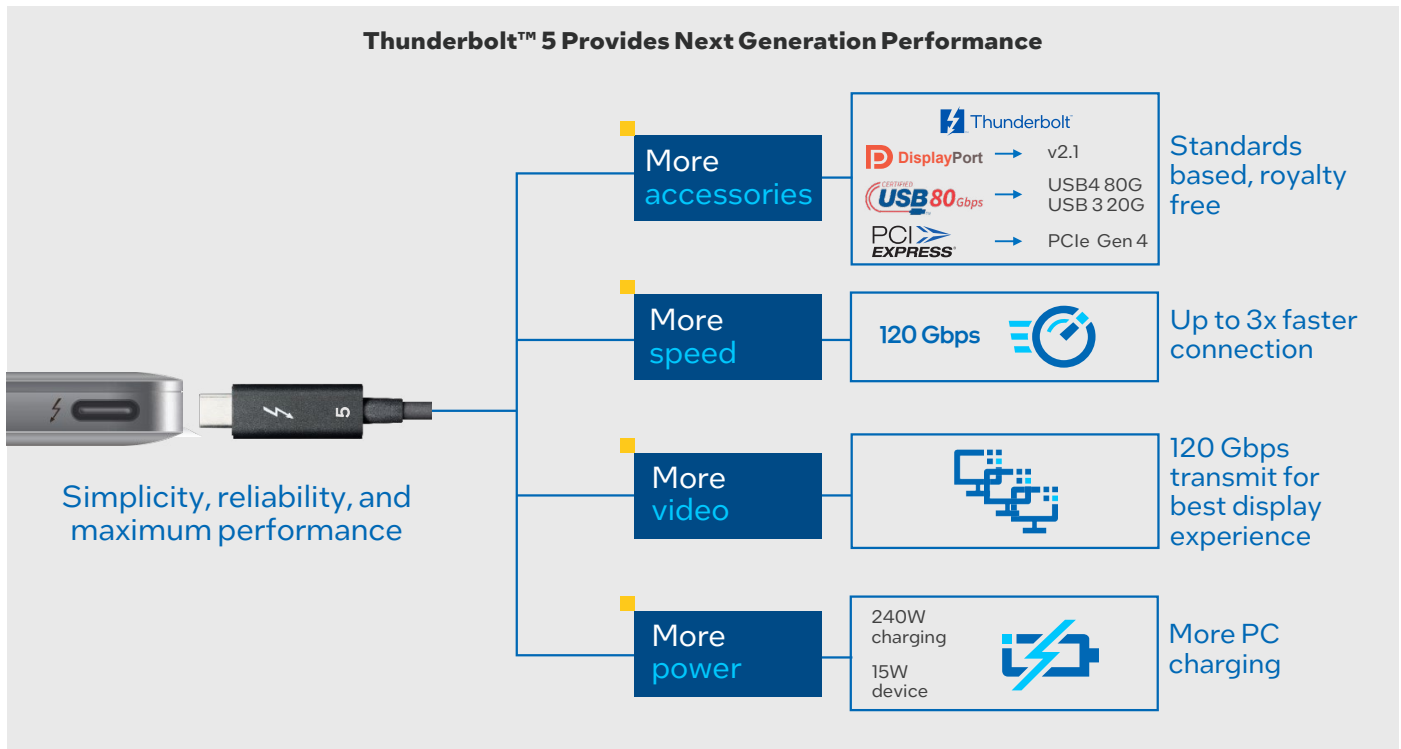 Thunderbolt™ 5 Provides Next Generation Performance
More
accessories
Thunderbolt
DisplayPort
v2.1
CERTIFIED
USB 80Gbps
USB4 80G
USB 3 20G
PCI
EXPRESS®
PCIe Gen 4
Standards
based, royalty
free
More
speed
120 Gbps
Up to 3x faster
connection
5
Simplicity, reliability, and
maximum performance
More
video
120 Gbps
transmit for
best display
experience
More
power
240W
charging
15W
device
More PC
charging